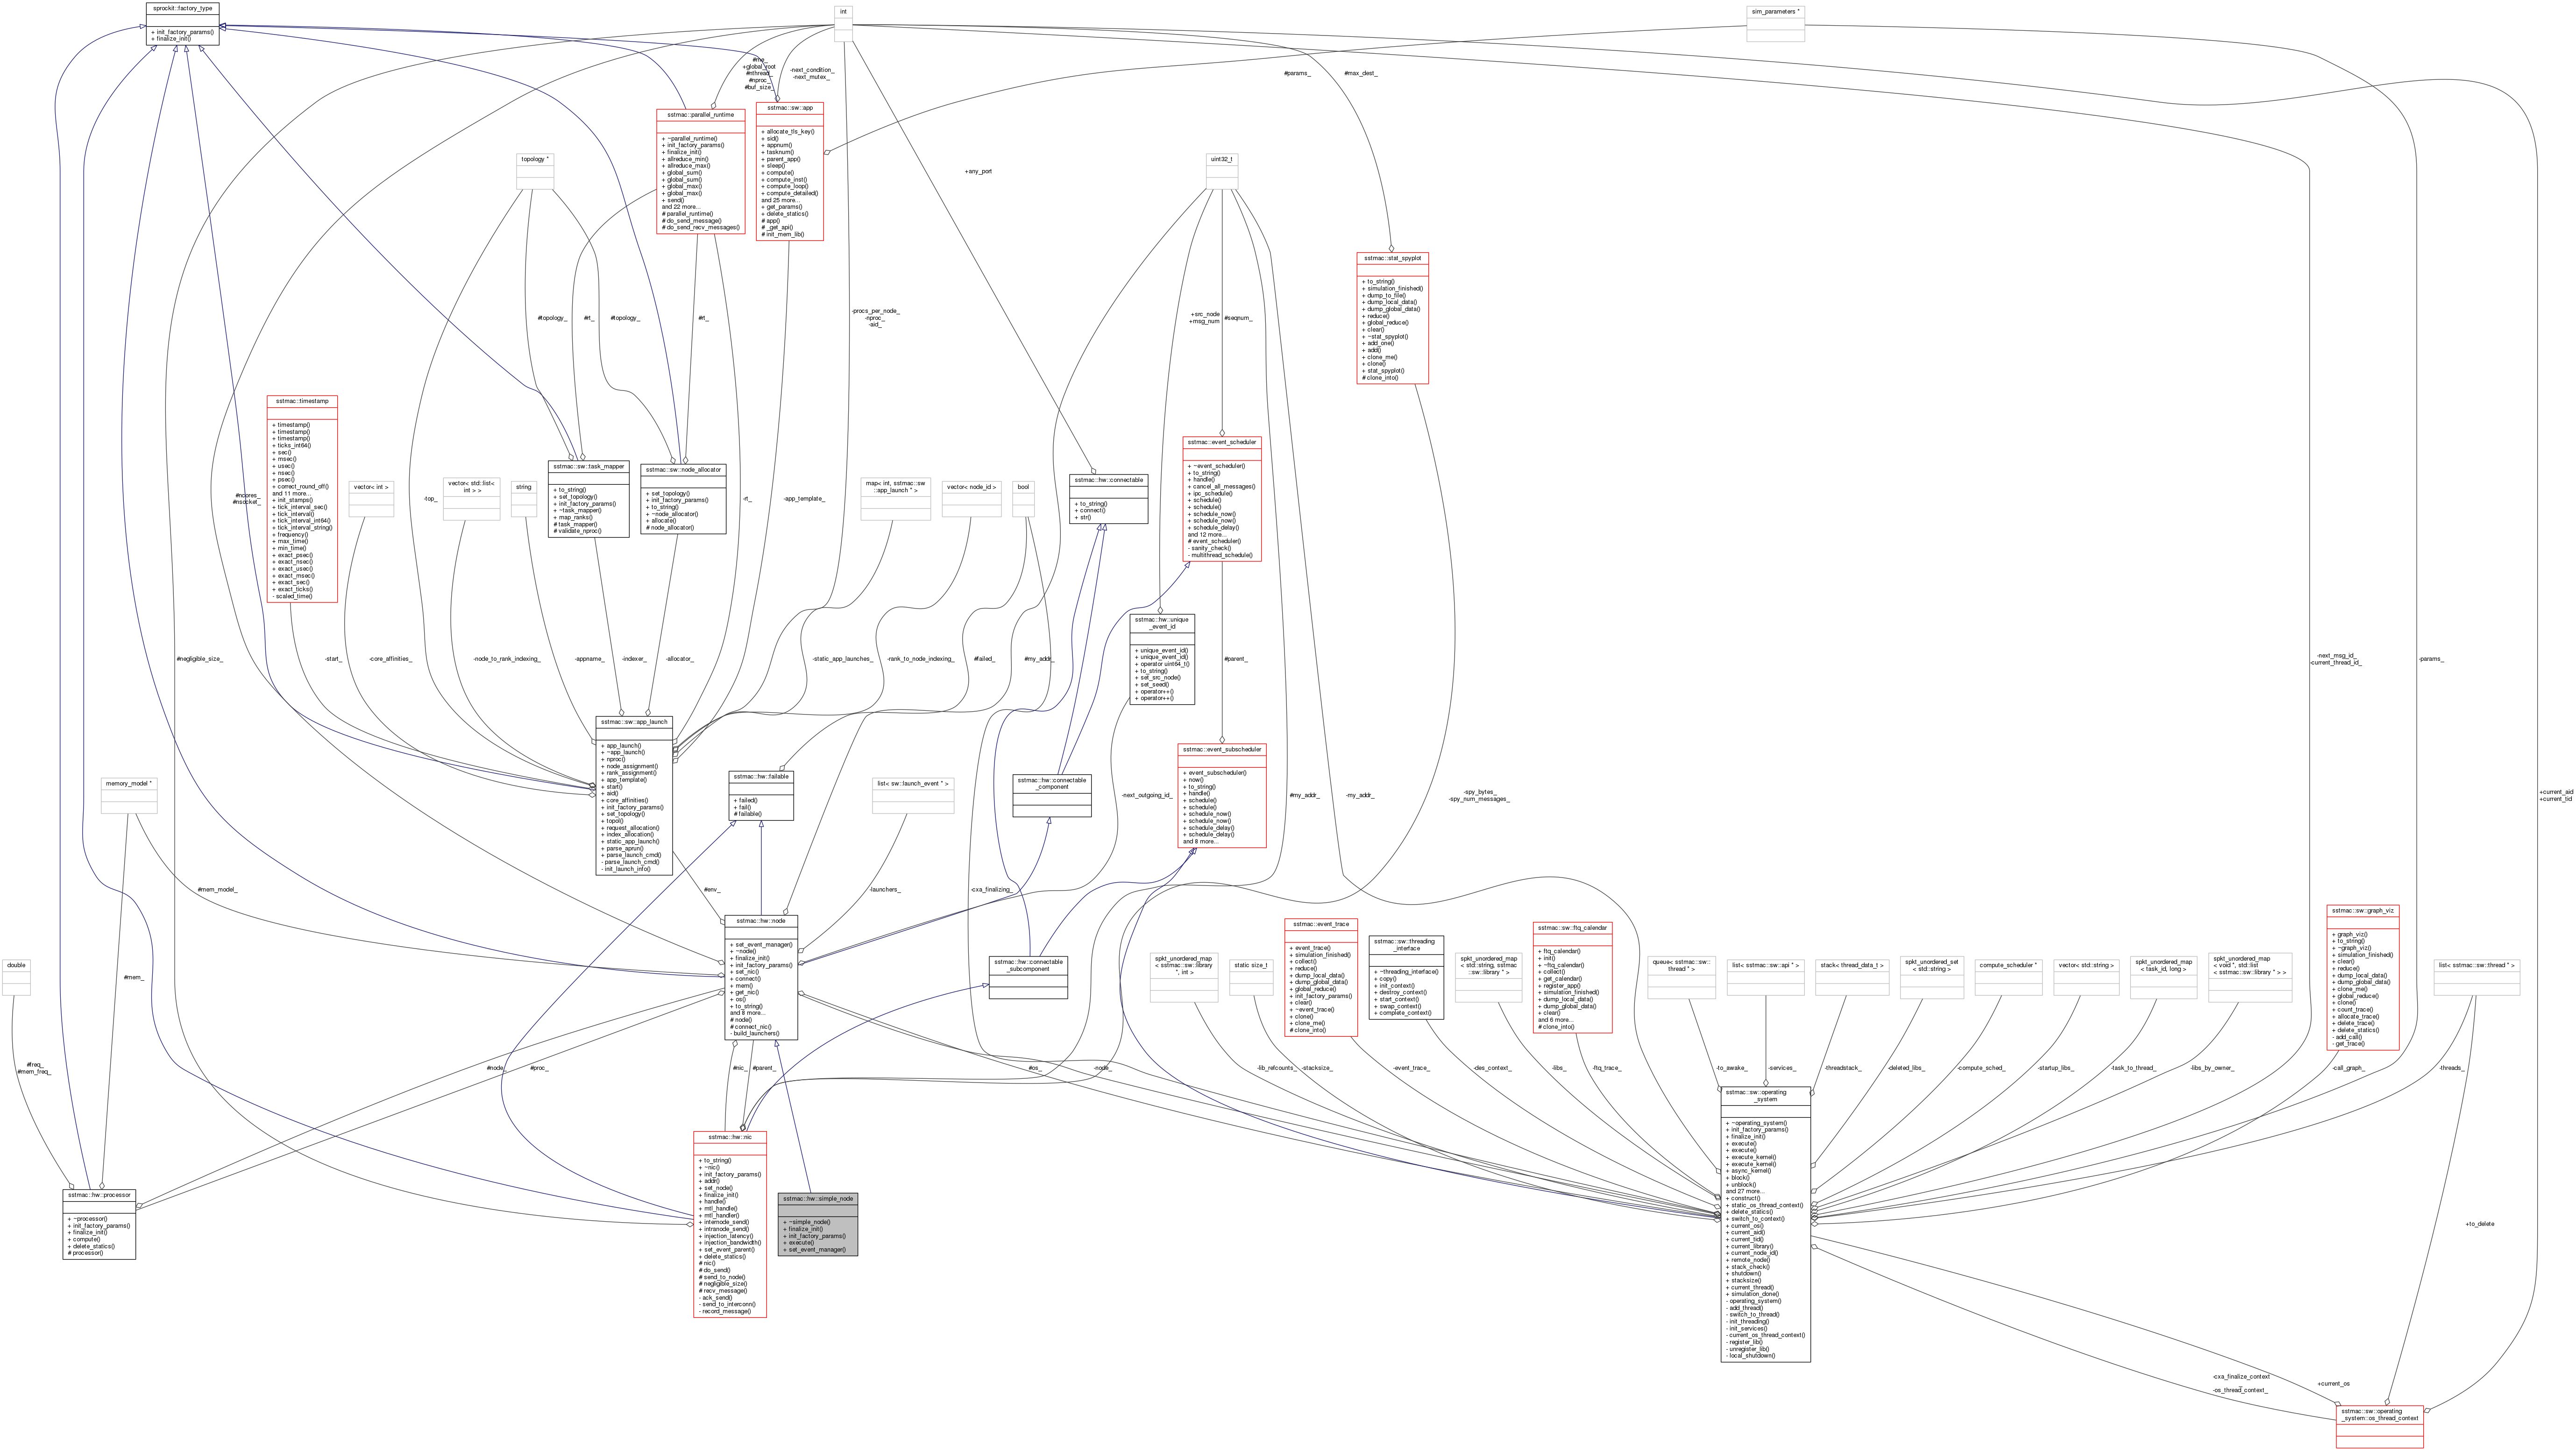 sprockit::factory_type
+ init_factory_params()
+ finalize_init()
int
sim_parameters *
#me_
+global_root
#nthread_
#nproc_
#buf_size_
-next_condition_
-next_mutex_
#params_
#max_dest_
sstmac::parallel_runtime
+ ~parallel_runtime()
+ init_factory_params()
+ finalize_init()
+ allreduce_min()
+ allreduce_max()
+ global_sum()
+ global_sum()
+ global_max()
+ global_max()
+ send()
and 22 more...
# parallel_runtime()
# do_send_message()
# do_send_recv_messages()
sstmac::sw::app
+ allocate_tls_key()
+ sid()
+ appnum()
+ tasknum()
+ parent_app()
+ sleep()
+ compute()
+ compute_inst()
+ compute_loop()
+ compute_detailed()
and 25 more...
+ get_params()
+ delete_statics()
# app()
# _get_api()
# init_mem_lib()
topology *
+any_port
uint32_t
sstmac::stat_spyplot
+ to_string()
+ simulation_finished()
+ dump_to_file()
+ dump_local_data()
+ dump_global_data()
+ reduce()
+ global_reduce()
+ clear()
+ ~stat_spyplot()
+ add_one()
+ add()
+ clone_me()
+ clone()
+ stat_spyplot()
# clone_into()
#topology_
#rt_
#topology_
#rt_
-procs_per_node_
-nproc_
-aid_
+src_node
+msg_num
#seqnum_
sstmac::timestamp
+ timestamp()
+ timestamp()
+ timestamp()
+ ticks_int64()
+ sec()
+ msec()
+ usec()
+ nsec()
+ psec()
+ correct_round_off()
and 11 more...
+ init_stamps()
+ tick_interval_sec()
+ tick_interval()
+ tick_interval_int64()
+ tick_interval_string()
+ frequency()
+ max_time()
+ min_time()
+ exact_psec()
+ exact_nsec()
+ exact_usec()
+ exact_msec()
+ exact_sec()
+ exact_ticks()
- scaled_time()
#ncores_
#nsocket_
vector< int >
-top_
vector< std::list<
int > >
string
sstmac::sw::task_mapper
+ to_string()
+ set_topology()
+ init_factory_params()
+ ~task_mapper()
+ map_ranks()
# task_mapper()
# validate_nproc()
sstmac::sw::node_allocator
+ set_topology()
+ init_factory_params()
+ to_string()
+ ~node_allocator()
+ allocate()
# node_allocator()
-rt_
-app_template_
map< int, sstmac::sw
::app_launch * >
vector< node_id >
bool
sstmac::hw::connectable
+ to_string()
+ connect()
+ str()
sstmac::event_scheduler
+ ~event_scheduler()
+ to_string()
+ handle()
+ cancel_all_messages()
+ ipc_schedule()
+ schedule()
+ schedule()
+ schedule_now()
+ schedule_now()
+ schedule_delay()
and 12 more...
# event_scheduler()
- sanity_check()
- multithread_schedule()
sstmac::hw::unique
_event_id
+ unique_event_id()
+ unique_event_id()
+ operator uint64_t()
+ to_string()
+ set_src_node()
+ set_seed()
+ operator++()
+ operator++()
#negligible_size_
-start_
-core_affinities_
-node_to_rank_indexing_
-appname_
-indexer_
-allocator_
-static_app_launches_
-rank_to_node_indexing_
#failed_
#my_addr_
#parent_
-next_msg_id_
-current_thread_id_
-params_
sstmac::sw::app_launch
+ app_launch()
+ ~app_launch()
+ nproc()
+ node_assignment()
+ rank_assignment()
+ app_template()
+ start()
+ aid()
+ core_affinities()
+ init_factory_params()
+ set_topology()
+ topol()
+ request_allocation()
+ index_allocation()
+ static_app_launch()
+ parse_aprun()
+ parse_launch_cmd()
- parse_launch_cmd()
- init_launch_info()
memory_model *
sstmac::hw::failable
+ failed()
+ fail()
# failable()
list< sw::launch_event * >
sstmac::hw::connectable
_component
-next_outgoing_id_
sstmac::event_subscheduler
+ event_subscheduler()
+ now()
+ to_string()
+ handle()
+ schedule()
+ schedule()
+ schedule_now()
+ schedule_now()
+ schedule_delay()
+ schedule_delay()
and 8 more...
#my_addr_
-my_addr_
-spy_bytes_
-spy_num_messages_
+current_aid
+current_tid
#mem_model_
#env_
-launchers_
-cxa_finalizing_
double
#mem_
sstmac::hw::node
+ set_event_manager()
+ ~node()
+ finalize_init()
+ init_factory_params()
+ set_nic()
+ connect()
+ mem()
+ get_nic()
+ os()
+ to_string()
and 8 more...
# node()
# connect_nic()
- build_launchers()
sstmac::hw::connectable
_subcomponent
spkt_unordered_map
< sstmac::sw::library
*, int >
static size_t
sstmac::event_trace
+ event_trace()
+ simulation_finished()
+ collect()
+ reduce()
+ dump_local_data()
+ dump_global_data()
+ global_reduce()
+ init_factory_params()
+ clear()
+ ~event_trace()
+ clone()
+ clone_me()
# clone_into()
sstmac::sw::threading
_interface
+ ~threading_interface()
+ copy()
+ init_context()
+ destroy_context()
+ start_context()
+ swap_context()
+ complete_context()
spkt_unordered_map
< std::string, sstmac
::sw::library * >
sstmac::sw::ftq_calendar
+ ftq_calendar()
+ init()
+ ~ftq_calendar()
+ collect()
+ get_calendar()
+ register_app()
+ simulation_finished()
+ dump_local_data()
+ dump_global_data()
+ clear()
and 6 more...
# clone_into()
queue< sstmac::sw::
thread * >
list< sstmac::sw::api * >
stack< thread_data_t >
spkt_unordered_set
< std::string >
compute_scheduler *
vector< std::string >
spkt_unordered_map
< task_id, long >
spkt_unordered_map
< void *, std::list
< sstmac::sw::library * > >
sstmac::sw::graph_viz
+ graph_viz()
+ to_string()
+ ~graph_viz()
+ simulation_finished()
+ clear()
+ reduce()
+ dump_local_data()
+ dump_global_data()
+ clone_me()
+ global_reduce()
+ clone()
+ count_trace()
+ allocate_trace()
+ delete_trace()
+ delete_statics()
- add_call()
- get_trace()
list< sstmac::sw::thread * >
#freq_
#mem_freq_
#node_
#proc_
#nic_
#parent_
#os_
-node_
-lib_refcounts_
-stacksize_
-event_trace_
-des_context_
-libs_
-ftq_trace_
-to_awake_
-services_
-threadstack_
-deleted_libs_
-compute_sched_
-startup_libs_
-task_to_thread_
-libs_by_owner_
-call_graph_
-threads_
sstmac::hw::processor
+ ~processor()
+ init_factory_params()
+ finalize_init()
+ compute()
+ delete_statics()
# processor()
sstmac::hw::nic
+ to_string()
+ ~nic()
+ init_factory_params()
+ addr()
+ set_node()
+ finalize_init()
+ handle()
+ mtl_handle()
+ mtl_handler()
+ internode_send()
+ intranode_send()
+ injection_latency()
+ injection_bandwidth()
+ set_event_parent()
+ delete_statics()
# nic()
# do_send()
# send_to_node()
# negligible_size()
# recv_message()
- ack_send()
- send_to_interconn()
- record_message()
sstmac::hw::simple_node
+ ~simple_node()
+ finalize_init()
+ init_factory_params()
+ execute()
+ set_event_manager()
sstmac::sw::operating
_system
+ ~operating_system()
+ init_factory_params()
+ finalize_init()
+ execute()
+ execute()
+ execute_kernel()
+ execute_kernel()
+ async_kernel()
+ block()
+ unblock()
and 27 more...
+ construct()
+ static_os_thread_context()
+ delete_statics()
+ switch_to_context()
+ current_os()
+ current_aid()
+ current_tid()
+ current_library()
+ current_node_id()
+ remote_node()
+ stack_check()
+ shutdown()
+ stacksize()
+ current_thread()
+ simulation_done()
- operating_system()
- add_thread()
- switch_to_thread()
- init_threading()
- init_services()
- current_os_thread_context()
- register_lib()
- unregister_lib()
- local_shutdown()
+to_delete
-cxa_finalize_context
_
-os_thread_context_
+current_os
sstmac::sw::operating
_system::os_thread_context